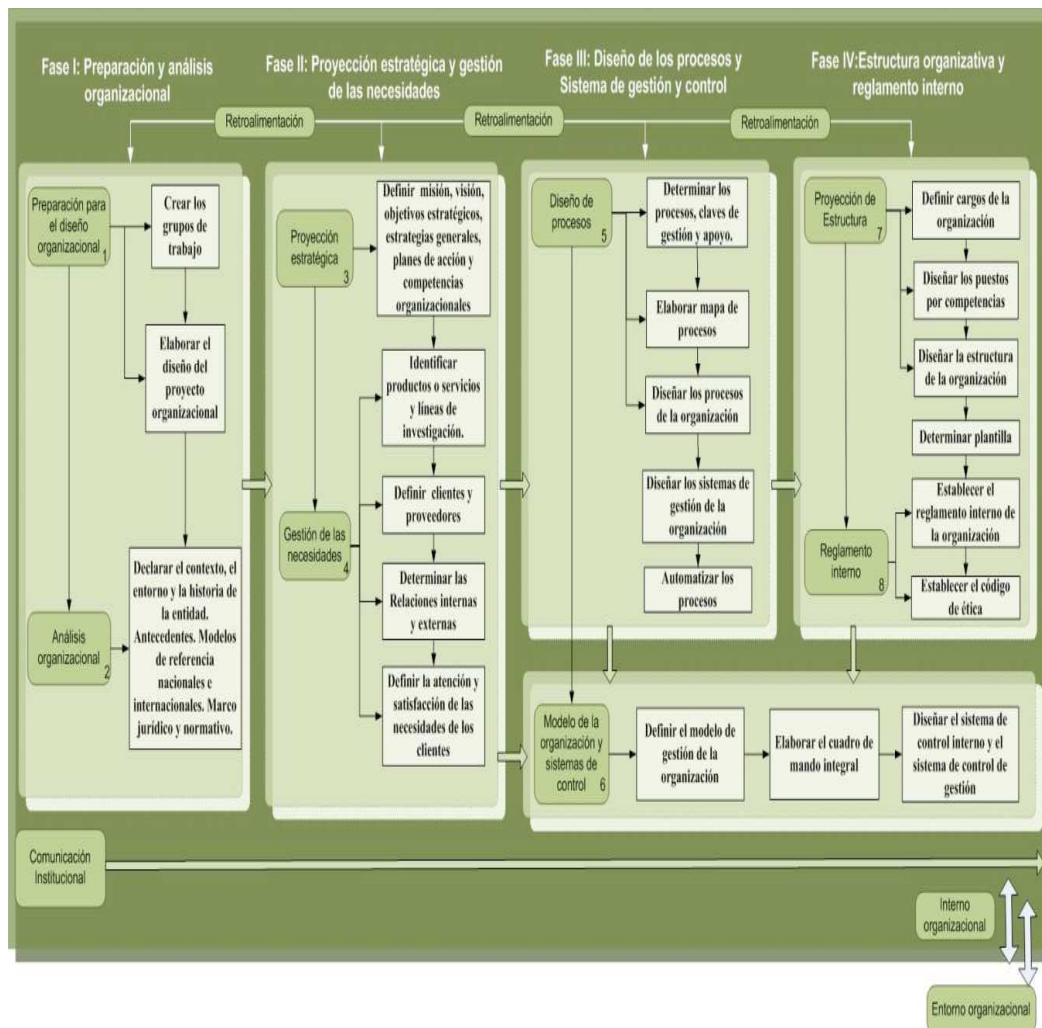 Fase I: Preparación y análisis
organizacional
Fase II: Proyección estratégica y gestión
de las necesidades
Fase III: Diseño de los procesos y
Sistema de gestión y control
Fase IV:Estructura organizativa y
reglamento interno
Retroalimentación
Retroalimentación
Retroalimentación
Preparación para
el diseño
organizacional
1
Crear los
grupos de
trabajo
Elaborar el
diseño del
proyecto
organizacional
Análisis
organizacional
2
Declarar el contexto, el
entorno y la historia de
la entidad.
Antecedentes. Modelos
de referencia
nacionales e
internacionales. Marco
jurídico y normativo.
Proyección
estratégica
3
Definir misión, visión,
objetivos estratégicos,
estrategias generales,
planes de acción y
competencias
organizacionales
Identificar
productos o servicios
y líneas de
investigación.
Gestión de las
necesidades
4
Definir clientes y
proveedores
Determinar las
Relaciones internas
y externas
Definir la atención y
satisfacción de las
necesidades de los
clientes
Diseño de
procesos
5
Determinar los
procesos, claves de
gestión y apoyo.
Elaborar mapa de
procesos
Diseñar los procesos
de la organización
Diseñar los sistemas de
gestión de la
organización
Automatizar los
procesos
Proyección de
Estructura
7
Definir cargos de la
organización
Diseñar los puestos
por competencias
Diseñar la estructura
de la organización
Determinar plantilla
Reglamento
interno
8
Establecer el
reglamento interno de
la organización
Establecer el código
de ética
Modelo de la
organización y
sistemas de
control
6
Definir el modelo de
gestión de la
organización
Elaborar el cuadro de
mando integral
Diseñar el sistema de
control interno y el
sistema de control de
gestión
Comunicación
Institucional
Interno
organizacional
Entorno organizacional